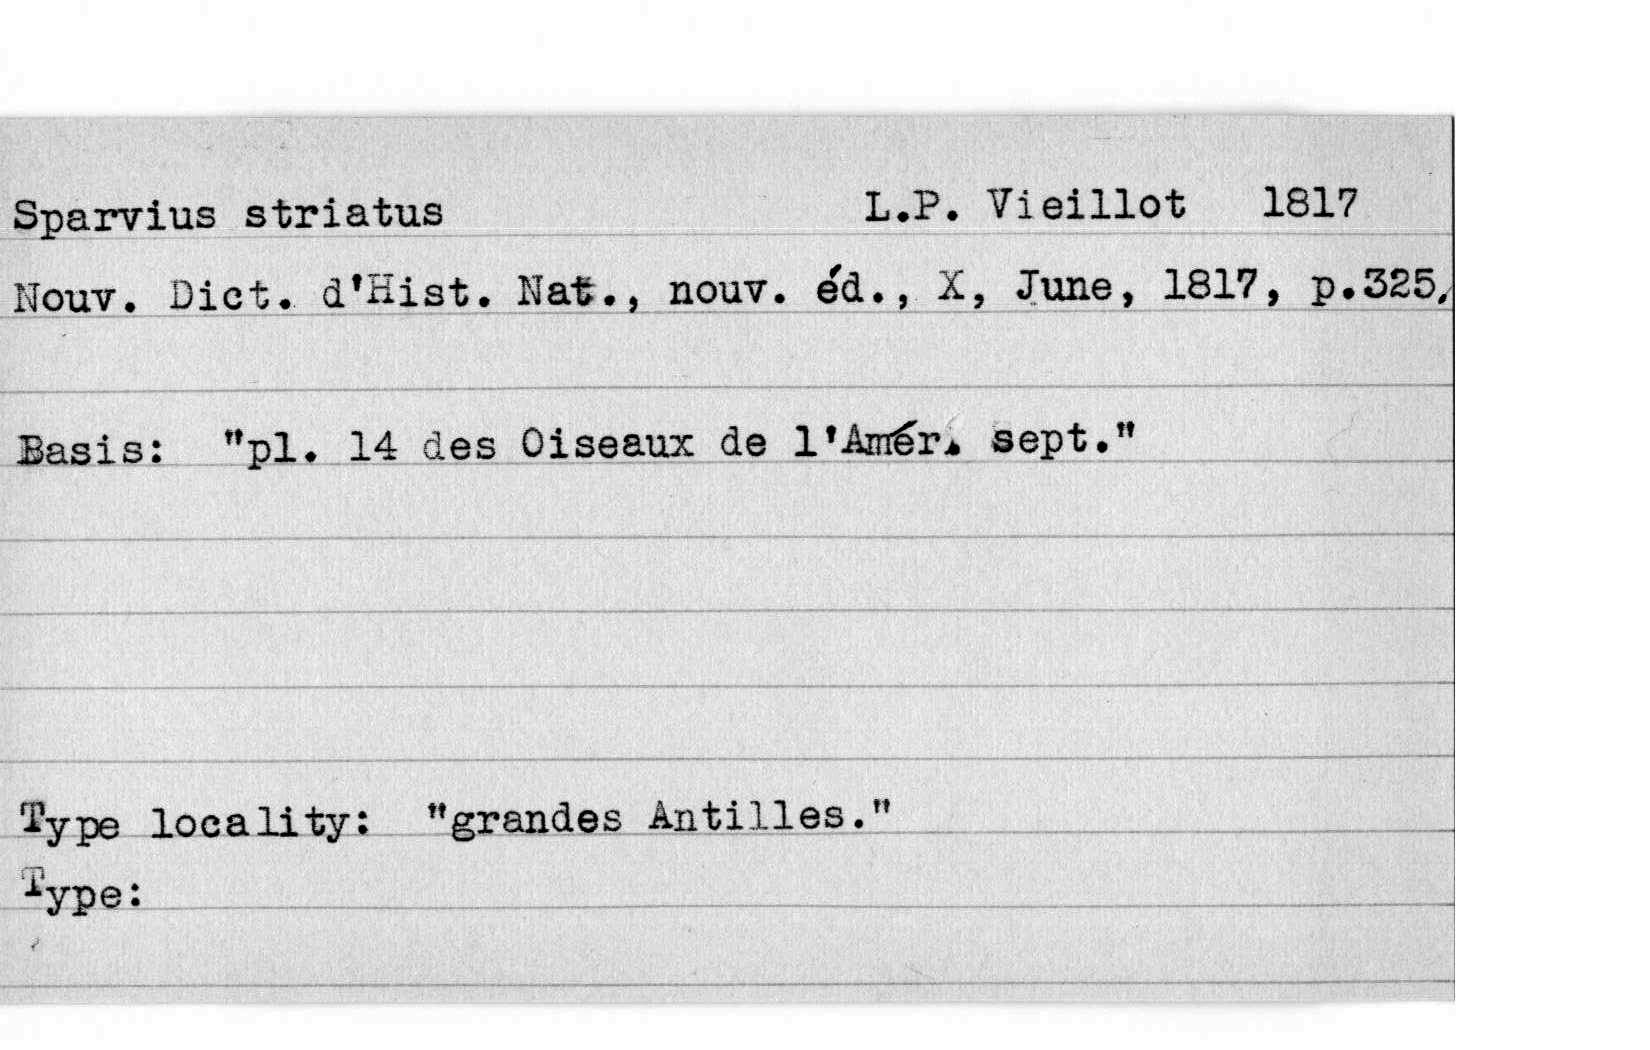 Sparvius striatus L.P. Vieillot 1817
Nouv. Dict. d'Hist. Nat., nouv. éd., X, June, 1817, p.325,
Basis: "pl. 14 des Oiseaux de l'Amér. sept."
Type locality: "grandes Antilles."
Type: